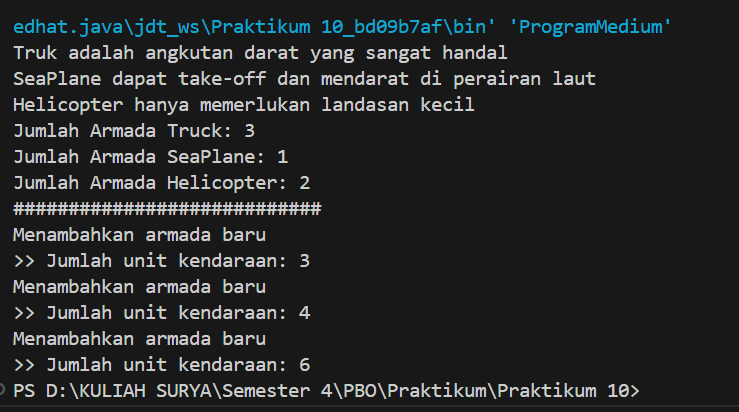 edhat.java\jdt_ws\Praktikum 10_bd09b7af\bin' 'ProgramMedium'
Truk adalah angkutan darat yang sangat handal
SeaPlane dapat take-off dan mendarat di perairan laut
Helicopter hanya memerlukan landasan kecil
Jumlah Armada Truck: 3
Jumlah Armada SeaPlane: 1
Jumlah Armada Helicopter: 2
############################
Menambahkan armada baru
>> Jumlah unit kendaraan: 3
Menambahkan armada baru
>> Jumlah unit kendaraan: 4
Menambahkan armada baru
>> Jumlah unit kendaraan: 6
PS D:\KULIAH SURYA\Semester 4\PBO\Praktikum\Praktikum 10>